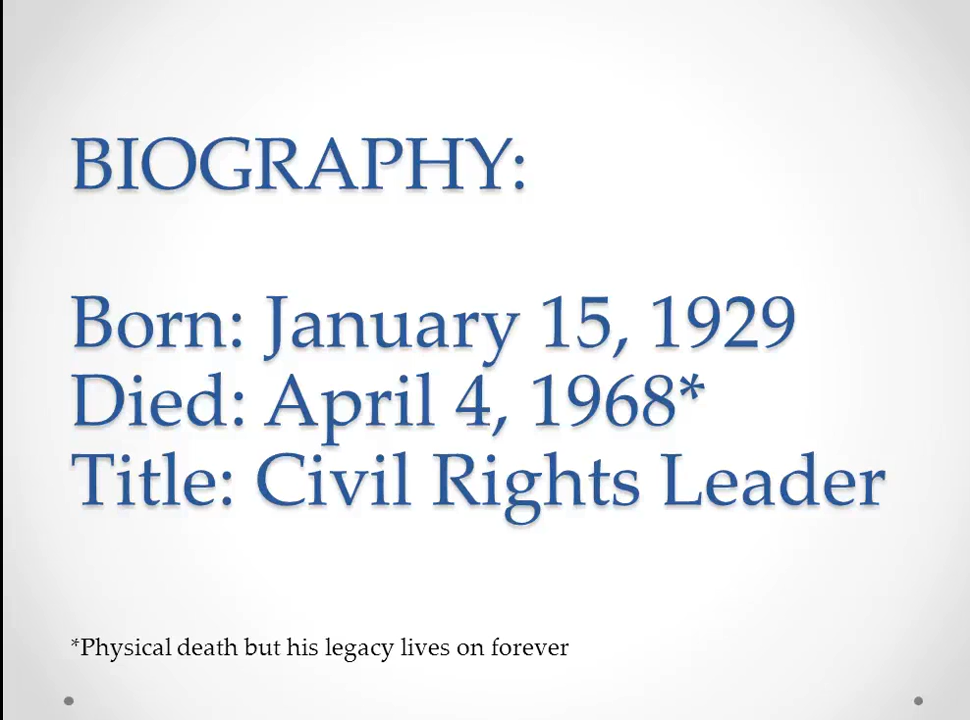 BIOGRAPHY:
Born: January 15, 1929
Died: April 4, 1968*
Title: Civil Rights Leader
*Physical death but his legacy lives on forever